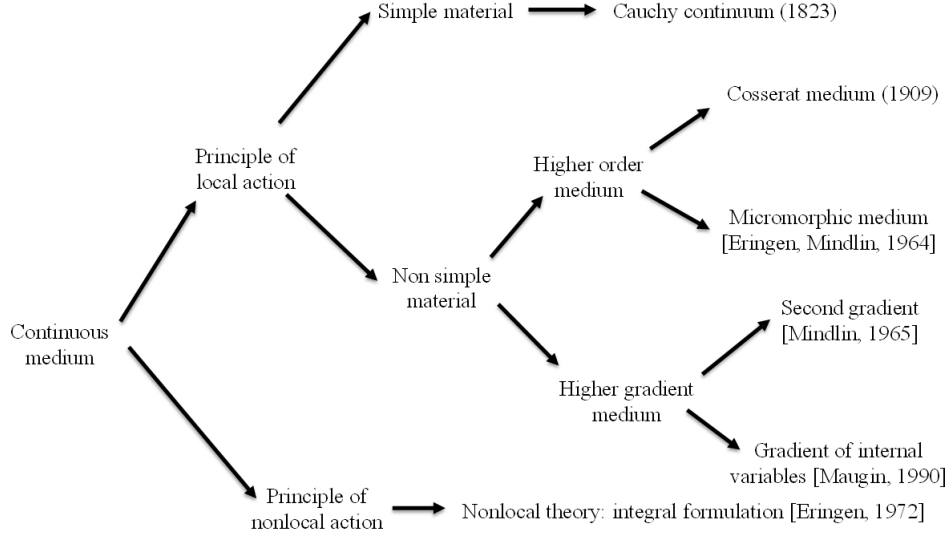 Simple material
Cauchy continuum (1823)
Cosserat medium (1909)
Principle of
local action
Higher order
medium
Micromorphic medium
[Eringen, Mindlin, 1964]
Non simple
material
Second gradient
[Mindlin, 1965]
Continuous
medium
Higher gradient
medium
Gradient of internal
variables [Maugin, 1990]
Principle of
nonlocal action
Nonlocal theory: integral formulation [Eringen, 1972]